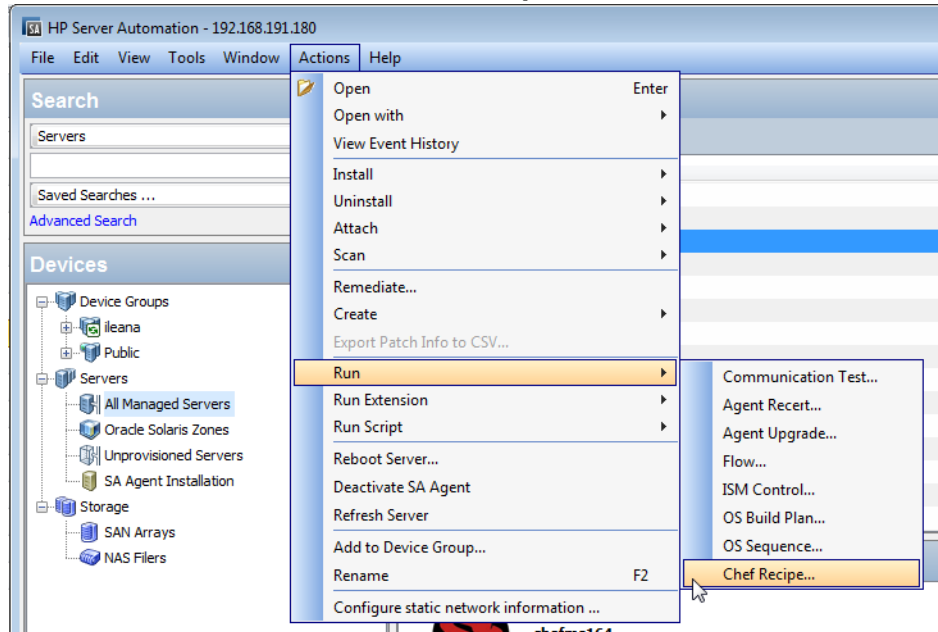 SA HP Server Automation - 192.168.191.180
File Edit View Tools Window Actions Help
Search
Servers
Saved Searches ...
Advanced Search
Devices
Device Groups
ileana
Public
Servers
All Managed Servers
Oracle Solaris Zones
Unprovisioned Servers
SA Agent Installation
Storage
SAN Arrays
NAS Filers
Open Enter
Open with
View Event History
Install
Uninstall
Attach
Scan
Remediate...
Create
Export Patch Info to CSV...
Run
Run Extension
Run Script
Reboot Server...
Deactivate SA Agent
Refresh Server
Add to Device Group...
Rename F2
Configure static network information ...
Communication Test...
Agent Recert...
Agent Upgrade...
Flow...
ISM Control...
OS Build Plan...
OS Sequence...
Chef Recipe...